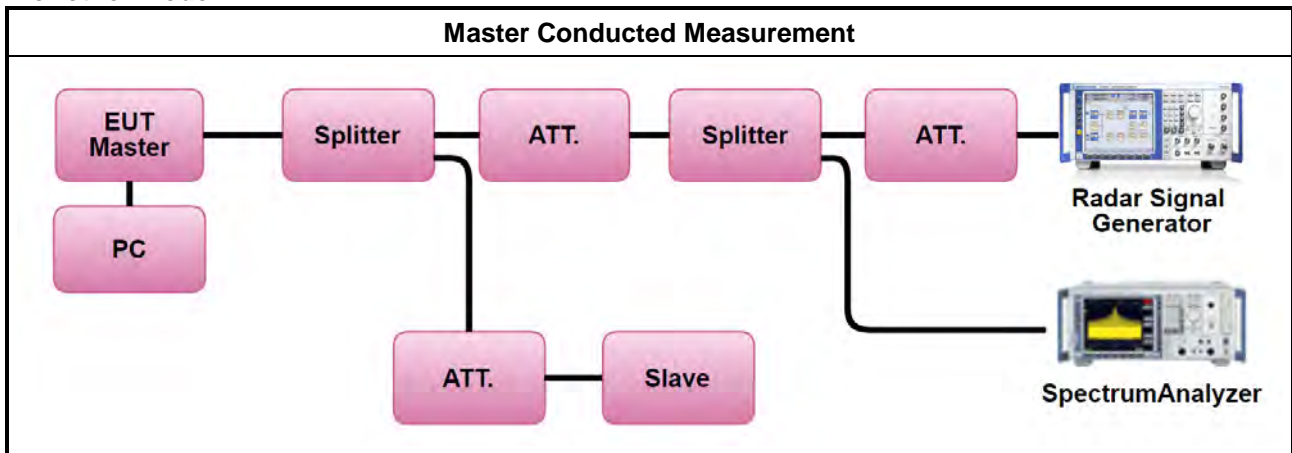 Master Conducted Measurement
EUT
Master
Splitter
ATT.
Splitter
ATT.
Radar Signal
Generator
PC
ATT.
Slave
SpectrumAnalyzer